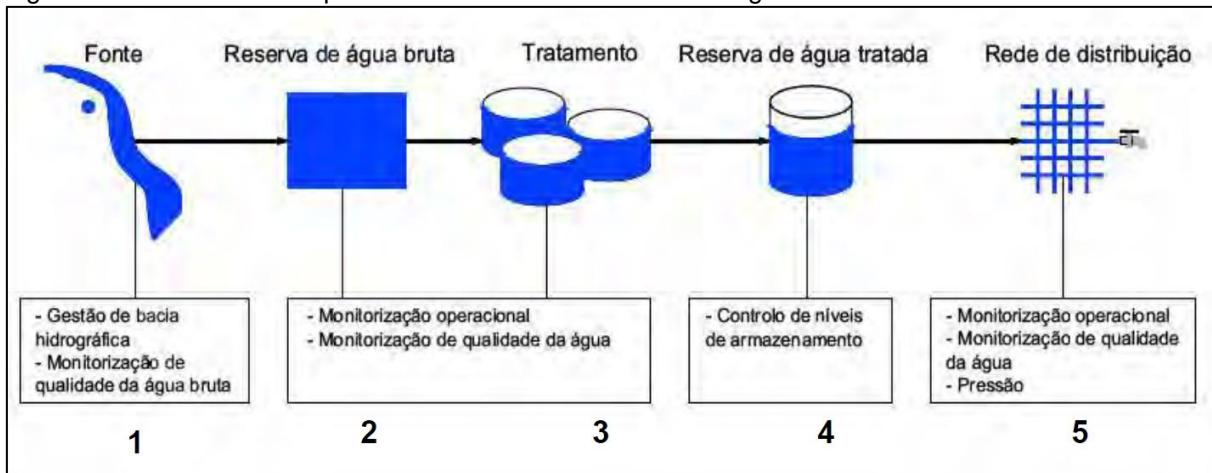 Fonte
Reserva de água bruta
Tratamento
Reserva de água tratada
Rede de distribuição
- Gestão de bacia
hidrográfica
- Monitorização de
qualidade da água bruta
- Monitorização operacional
- Monitorização de qualidade da água
- Controlo de níveis
de armazenamento
- Monitorização operacional
- Monitorização de qualidade
da água
- Pressão
1
2
3
4
5